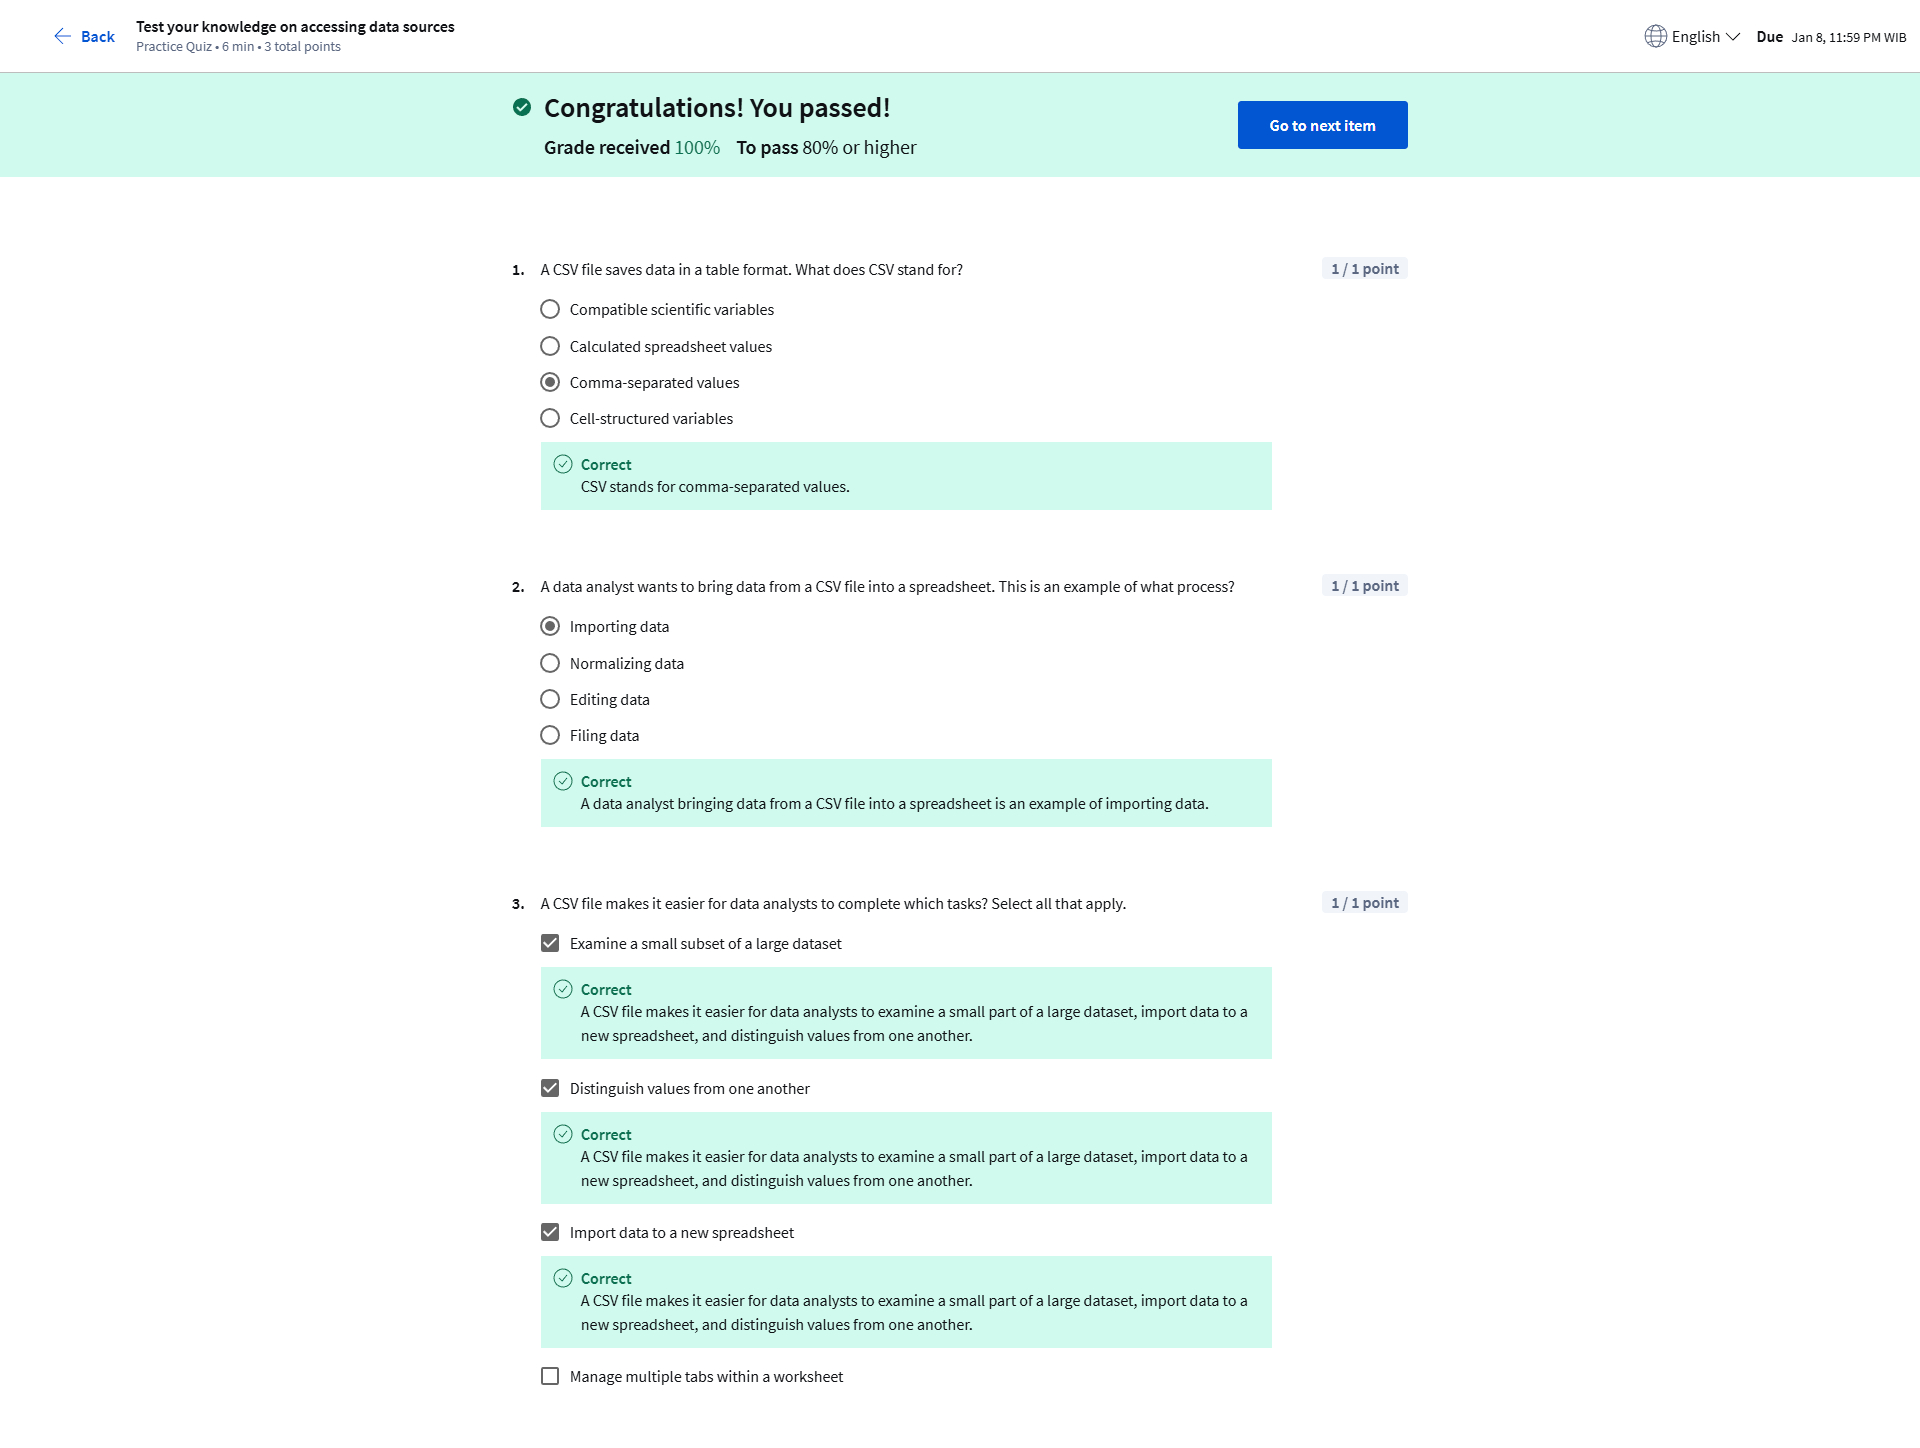 Back
Test your knowledge on accessing data sources
Practice Quiz • 6 min • 3 total points
English
Due Jan 8, 11:59 PM WIB
Congratulations! You passed!
Grade received 100% To pass 80% or higher
Go to next item
1. A CSV file saves data in a table format. What does CSV stand for?
1 / 1 point
Compatible scientific variables
Calculated spreadsheet values
Comma-separated values
Cell-structured variables
Correct
CSV stands for comma-separated values.
2. A data analyst wants to bring data from a CSV file into a spreadsheet. This is an example of what process?
1 / 1 point
Importing data
Normalizing data
Editing data
Filing data
Correct
A data analyst bringing data from a CSV file into a spreadsheet is an example of importing data.
3. A CSV file makes it easier for data analysts to complete which tasks? Select all that apply.
1 / 1 point
Examine a small subset of a large dataset
Correct
A CSV file makes it easier for data analysts to examine a small part of a large dataset, import data to a
new spreadsheet, and distinguish values from one another.
Distinguish values from one another
Correct
A CSV file makes it easier for data analysts to examine a small part of a large dataset, import data to a
new spreadsheet, and distinguish values from one another.
Import data to a new spreadsheet
Correct
A CSV file makes it easier for data analysts to examine a small part of a large dataset, import data to a
new spreadsheet, and distinguish values from one another.
Manage multiple tabs within a worksheet